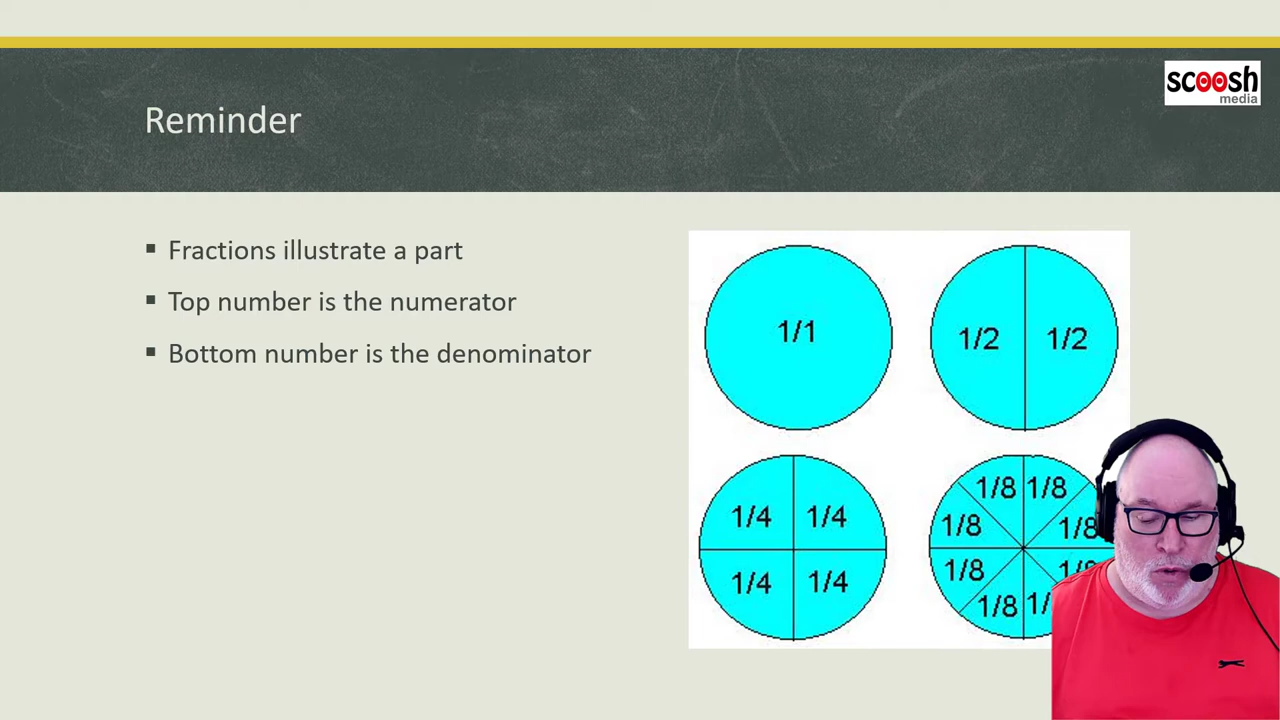 scoosh
media
Reminder
Fractions illustrate a part
Top number is the numerator
Bottom number is the denominator
1/1
1/2 1/2
1/4 1/4
1/4 1/4
1/8 1/8
1/8 1/8
1/8
1/8